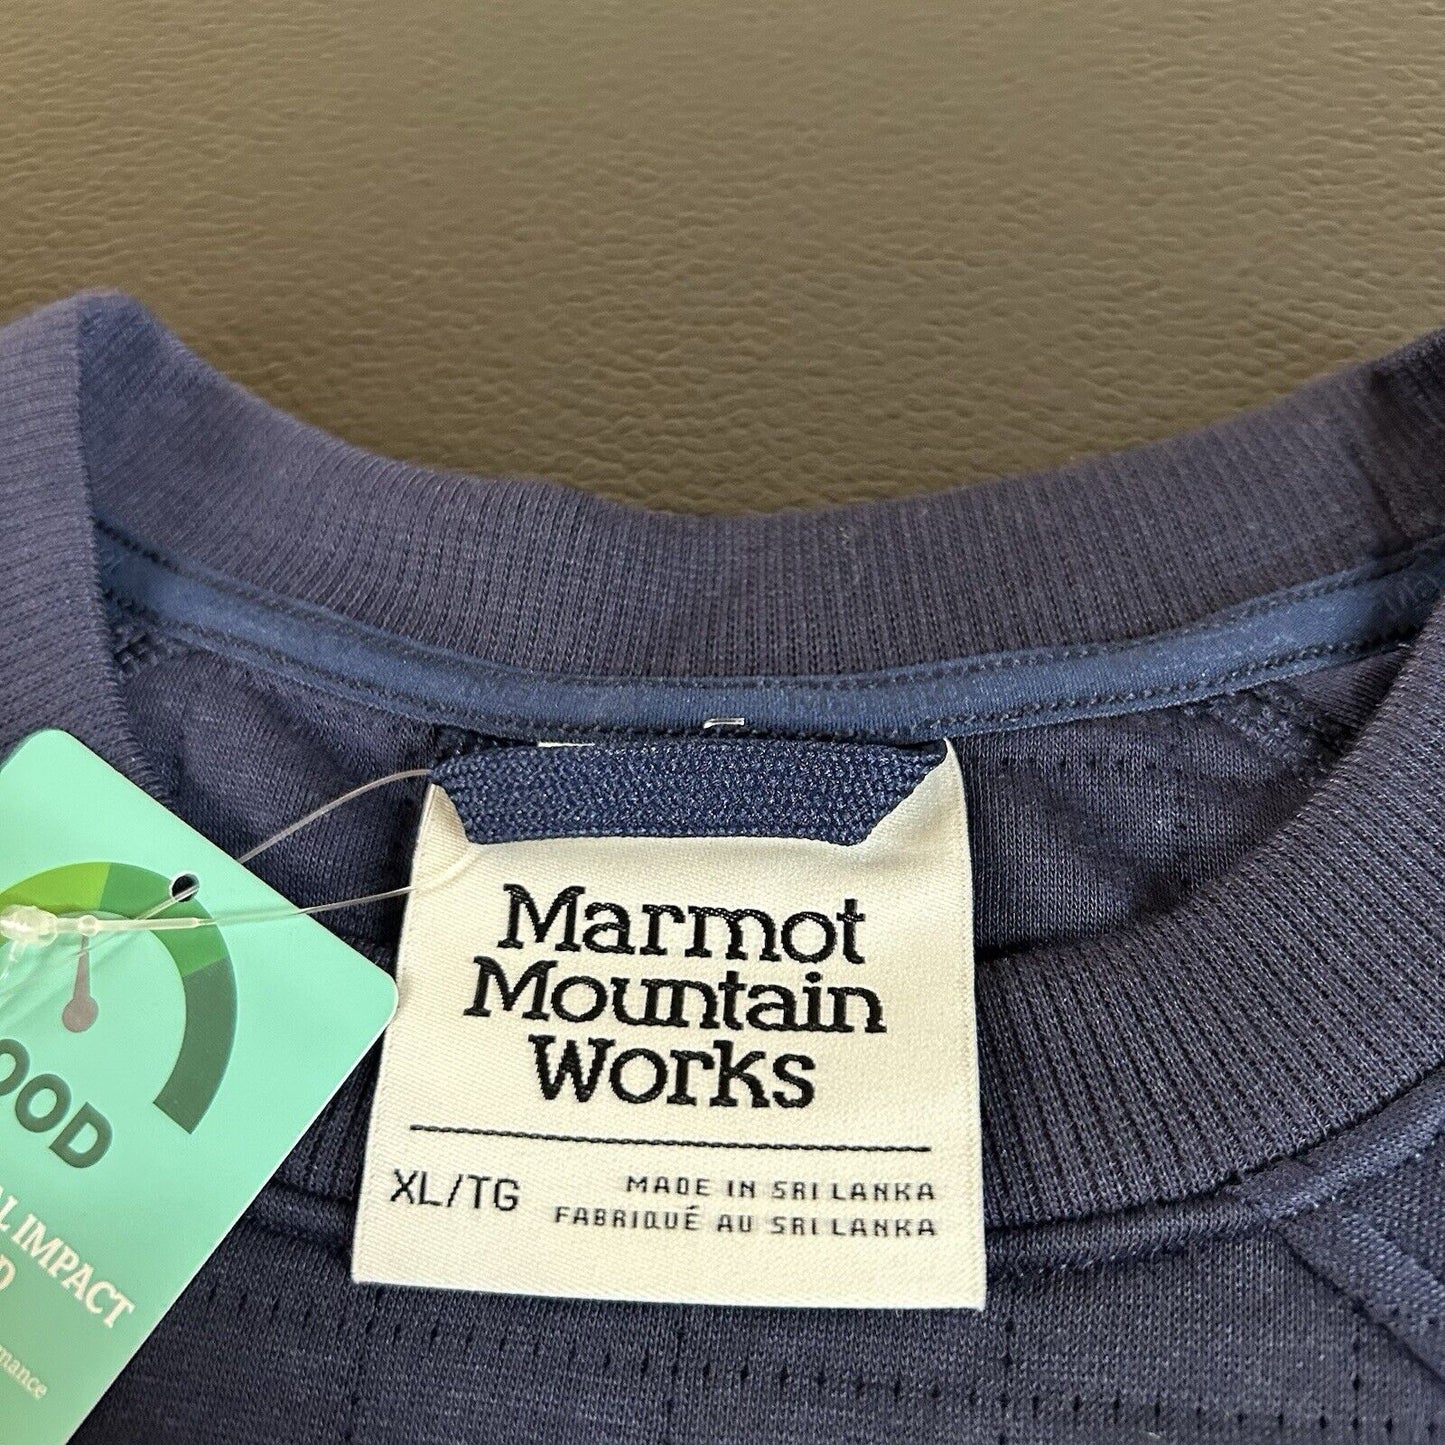 Marmot
Mountain
Works
XL/TG
MADE IN SRI LANKA
FABRIQUÉ AU SRI LANKA
OOD
L IMPACT
D
mance